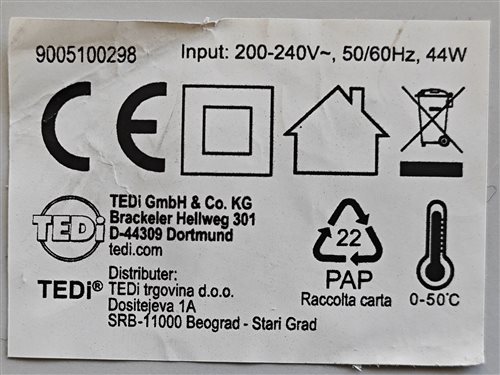 9005100298 Input: 200-240V~, 50/60Hz, 44W
CE
TEDi
TEDi GmbH & Co. KG
Brackeler Hellweg 301
D-44309 Dortmund
tedi.com
TEDi®
Distributer:
TEDi trgovina d.o.o.
Dositejeva 1A
SRB-11000 Beograd - Stari Grad
22
PAP
Raccolta carta
0-50℃